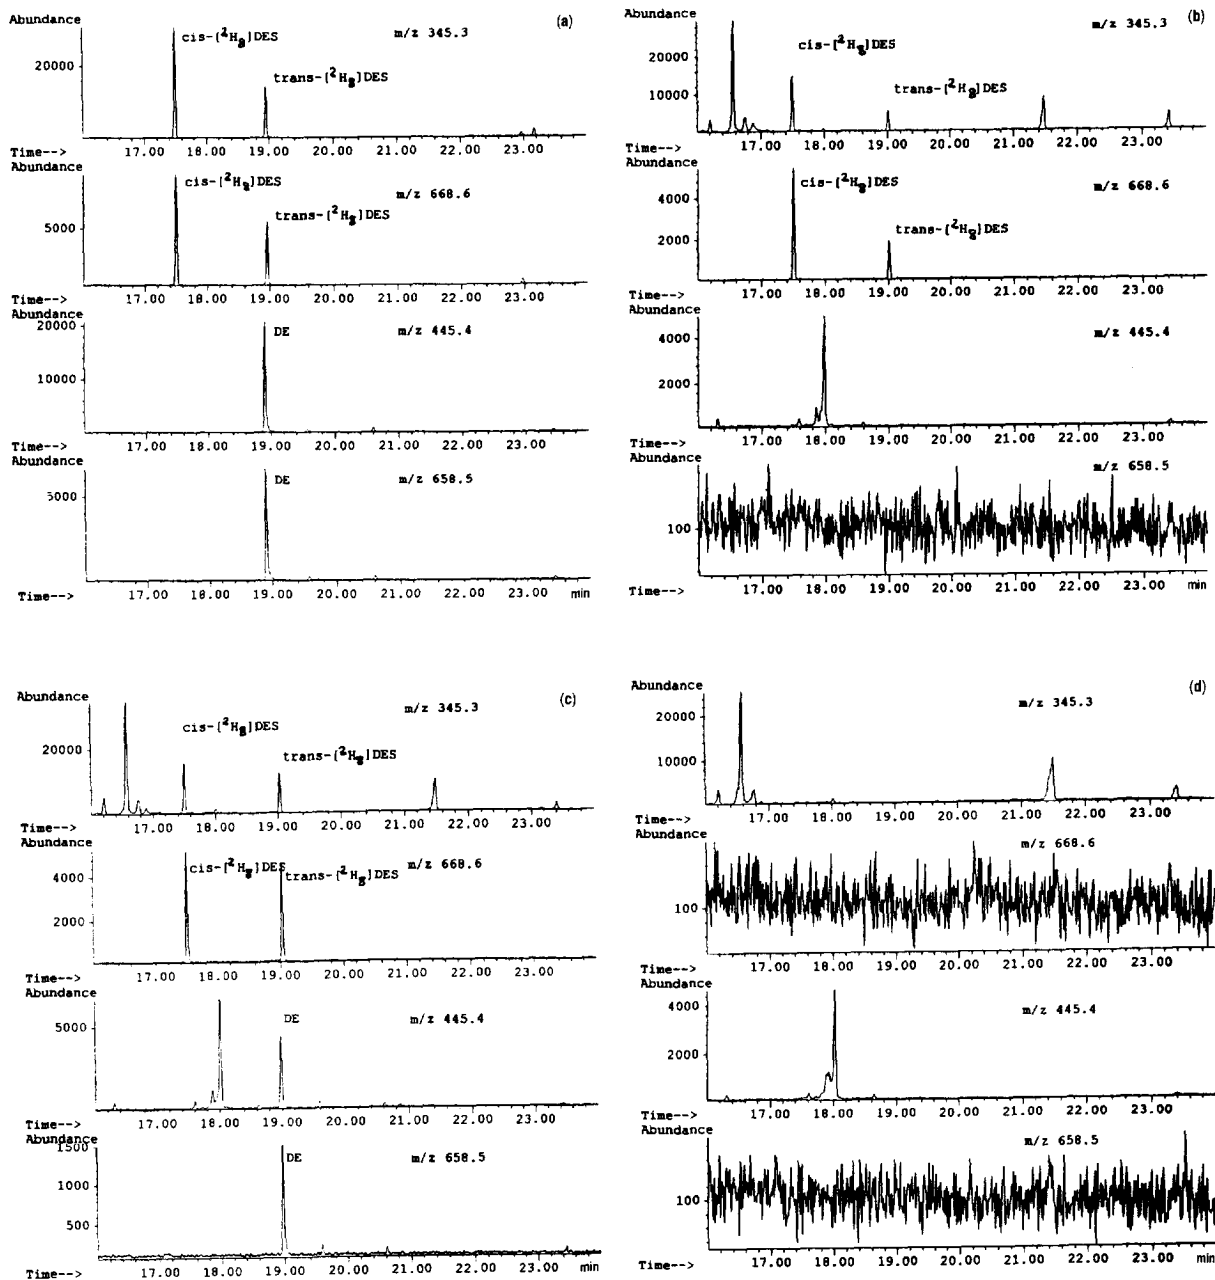 Abundance
(a)
m/z 345.3
cis-[²H₈]DES
20000
trans-[²H₈]DES
Time-->
17.00 18.00 19.00 20.00 21.00 22.00 23.00
Abundance
cis-[²H₈]DES
m/z 668.6
trans-[²H₈]DES
5000
Time-->
17.00 18.00 19.00 20.00 21.00 22.00 23.00
Abundance
20000
DE
m/z 445.4
10000
Time-->
17.00 18.00 19.00 20.00 21.00 22.00 23.00
Abundance
DE
m/z 658.5
5000
Time-->
17.00 18.00 19.00 20.00 21.00 22.00 23.00 min
Abundance
(b)
m/z 345.3
cis-[²H₈]DES
20000
trans-[²H₈]DES
10000
Time-->
17.00 18.00 19.00 20.00 21.00 22.00 23.00
Abundance
cis-[²H₈]DES
m/z 668.6
4000
trans-[²H₈]DES
2000
Time-->
17.00 18.00 19.00 20.00 21.00 22.00 23.00
Abundance
m/z 445.4
4000
2000
Time-->
17.00 18.00 19.00 20.00 21.00 22.00 23.00
Abundance
m/z 658.5
100
Time-->
17.00 18.00 19.00 20.00 21.00 22.00 23.00 min
Abundance
(c)
m/z 345.3
cis-[²H₈]DES
20000
trans-[²H₈]DES
Time-->
17.00 18.00 19.00 20.00 21.00 22.00 23.00
Abundance
cis-[²H₈]DES
m/z 668.6
trans-[²H₈]DES
4000
2000
Time-->
17.00 18.00 19.00 20.00 21.00 22.00 23.00
Abundance
DE
m/z 445.4
5000
Time-->
17.00 18.00 19.00 20.00 21.00 22.00 23.00
Abundance
1500
DE
m/z 658.5
1000
500
Time-->
17.00 18.00 19.00 20.00 21.00 22.00 23.00 min
Abundance
(d)
m/z 345.3
20000
10000
Time-->
17.00 18.00 19.00 20.00 21.00 22.00 23.00
Abundance
m/z 668.6
100
Time-->
17.00 18.00 19.00 20.00 21.00 22.00 23.00
Abundance
m/z 445.4
4000
2000
Time-->
17.00 18.00 19.00 20.00 21.00 22.00 23.00
Abundance
m/z 658.5
100
Time-->
17.00 18.00 19.00 20.00 21.00 22.00 23.00 min